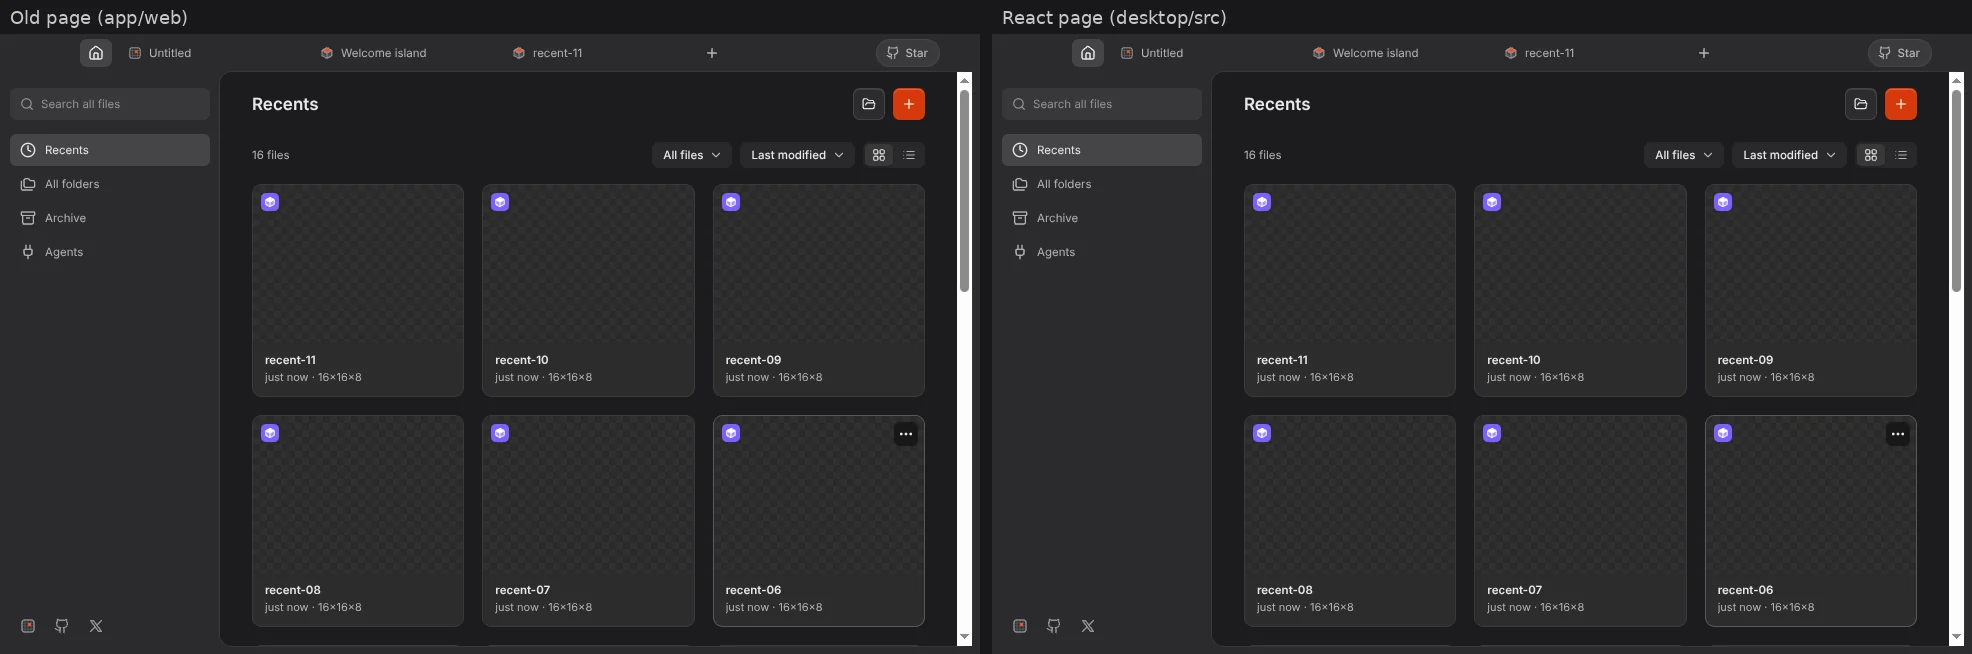 Old page (app/web)
Untitled
Welcome island
recent-11
Star
Search all files
Recents
All folders
Archive
Agents
Recents
16 files
All files
Last modified
recent-11
just now · 16×16×8
recent-10
just now · 16×16×8
recent-09
just now · 16×16×8
recent-08
just now · 16×16×8
recent-07
just now · 16×16×8
recent-06
just now · 16×16×8
React page (desktop/src)
Untitled
Welcome island
recent-11
Star
Search all files
Recents
All folders
Archive
Agents
Recents
16 files
All files
Last modified
recent-11
just now · 16×16×8
recent-10
just now · 16×16×8
recent-09
just now · 16×16×8
recent-08
just now · 16×16×8
recent-07
just now · 16×16×8
recent-06
just now · 16×16×8